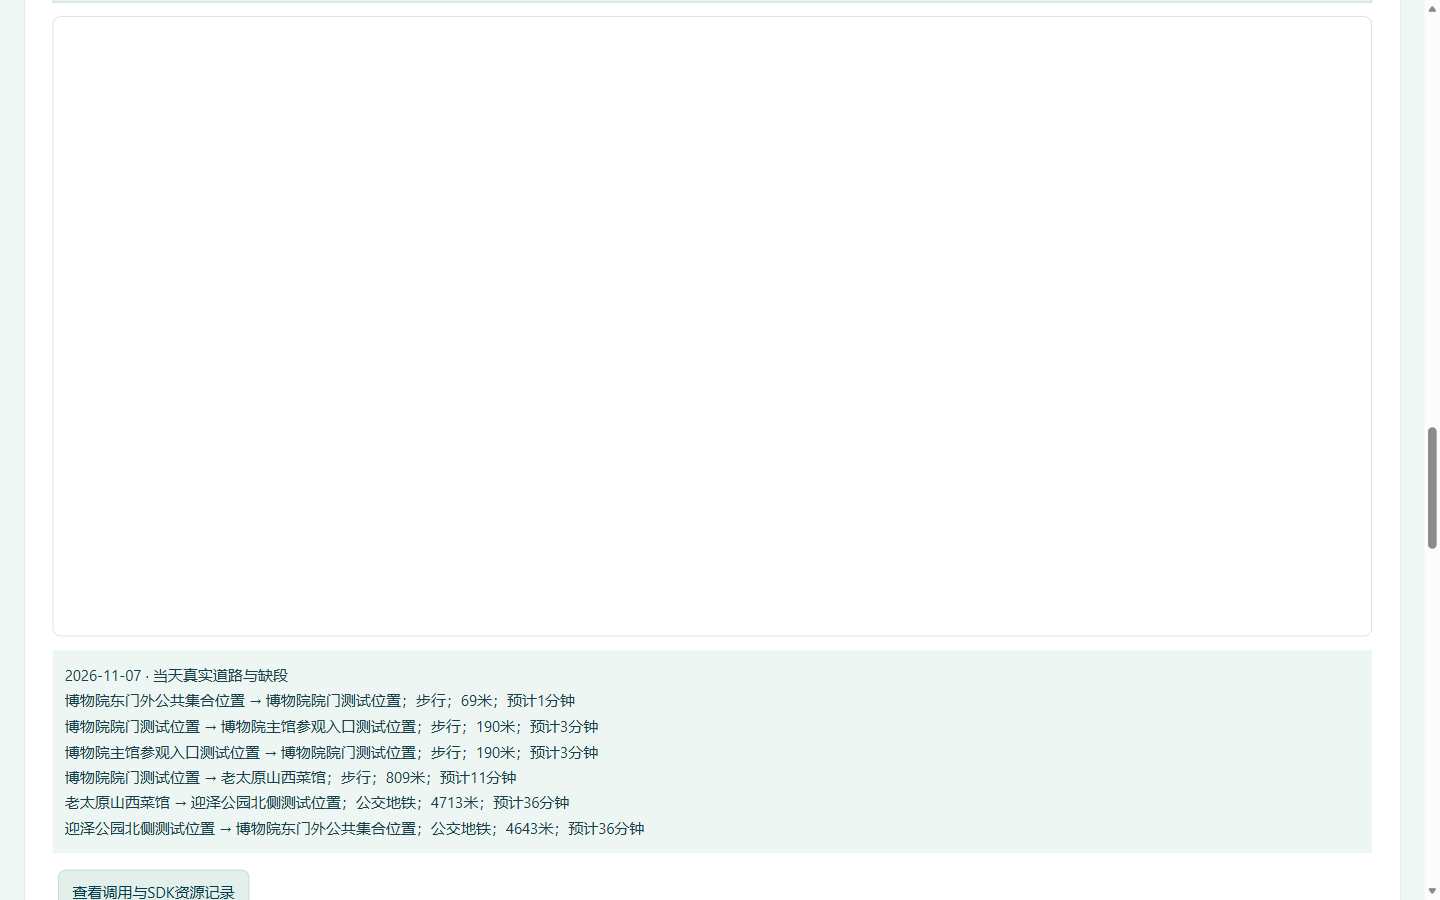 2026-11-07 · 当天真实道路与缺段
博物院东门外公共集合位置 → 博物院院门测试位置；步行；69米；预计1分钟
博物院院门测试位置 → 博物院主馆参观入口测试位置；步行；190米；预计3分钟
博物院主馆参观入口测试位置 → 博物院院门测试位置；步行；190米；预计3分钟
博物院院门测试位置 → 老太原山西菜馆；步行；809米；预计11分钟
老太原山西菜馆 → 迎泽公园北侧测试位置；公交地铁；4713米；预计36分钟
迎泽公园北侧测试位置 → 博物院东门外公共集合位置；公交地铁；4643米；预计36分钟
查看调用与SDK资源记录